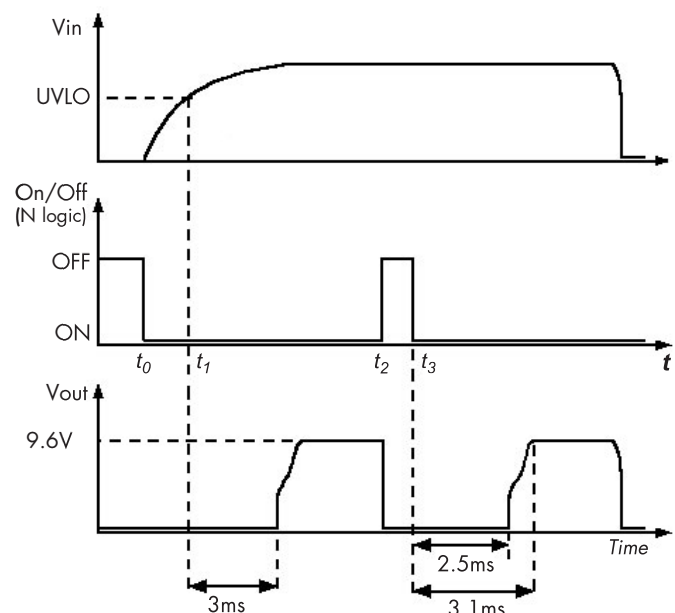 Vin
UVLO
On/Off
(N logic)
OFF
ON
t0 t1 t2 t3 t
Vout
9.6V
Time
2.5ms
3ms
3.1ms